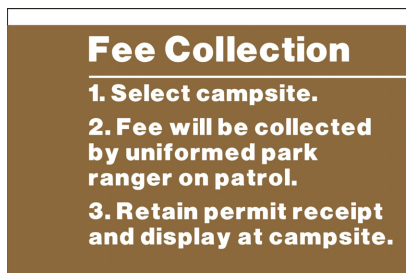 Fee Collection
1. Select campsite.
2. Fee will be collected
by uniformed park
ranger on patrol.
3. Retain permit receipt
and display at campsite.